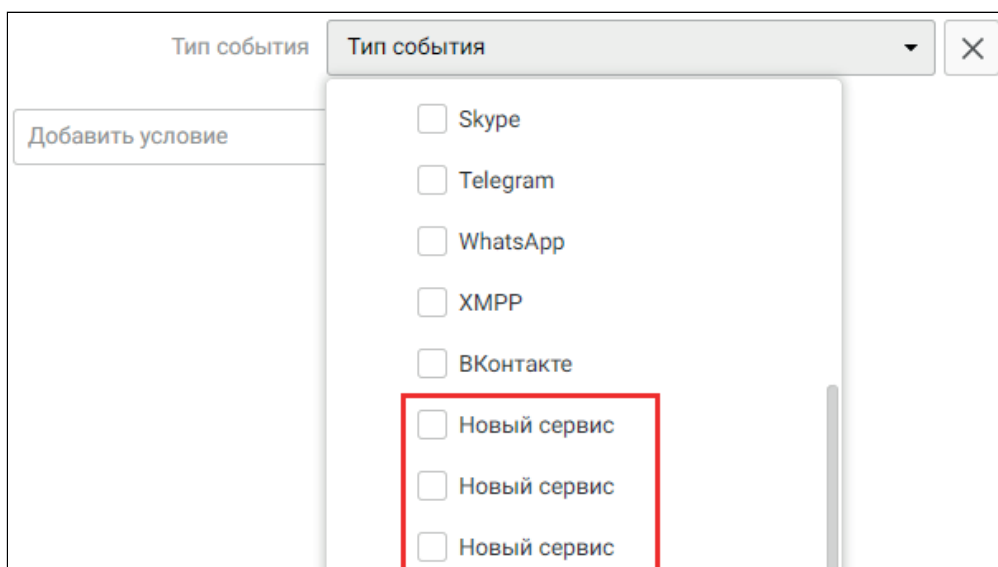 Тип события Тип события
Skype
Добавить условие
Telegram
WhatsApp
XMPP
ВКонтакте
Новый сервис
Новый сервис
Новый сервис